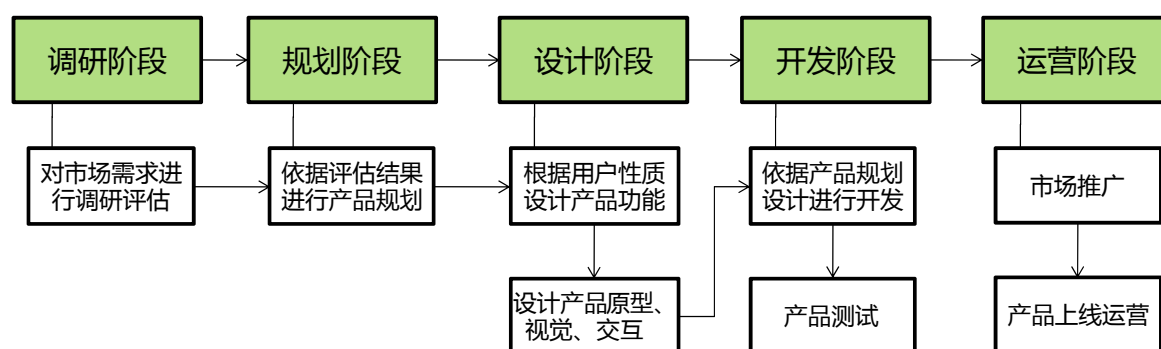 调研阶段
规划阶段
设计阶段
开发阶段
运营阶段
对市场需求进
行调研评估
依据评估结果
进行产品规划
根据用户性质
设计产品功能
依据产品规划
设计进行开发
市场推广
设计产品原型、
视觉、交互
产品测试
产品上线运营